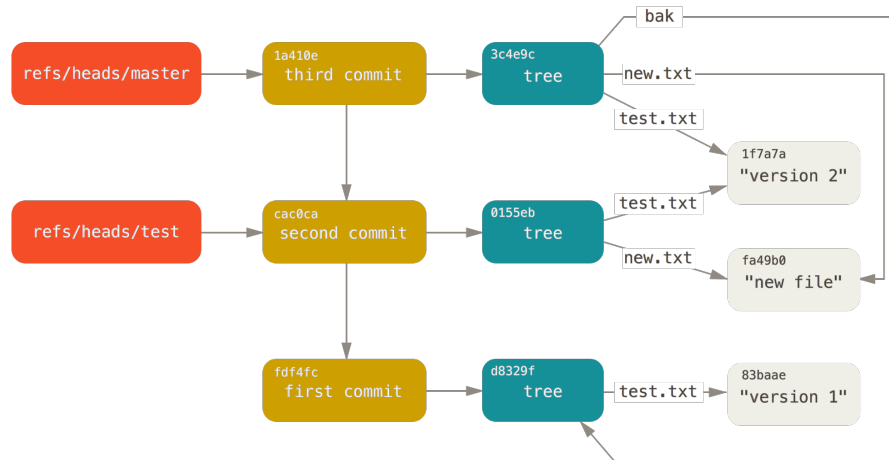 bak
1a410e
3c4e9c
refs/heads/master
third commit
tree
new.txt
test.txt
1f7a7a
"version 2"
cac0ca
0155eb
test.txt
refs/heads/test
second commit
tree
new.txt
fa49b0
"new file"
fdf4fc
d8329f
83baae
first commit
tree
test.txt
"version 1"